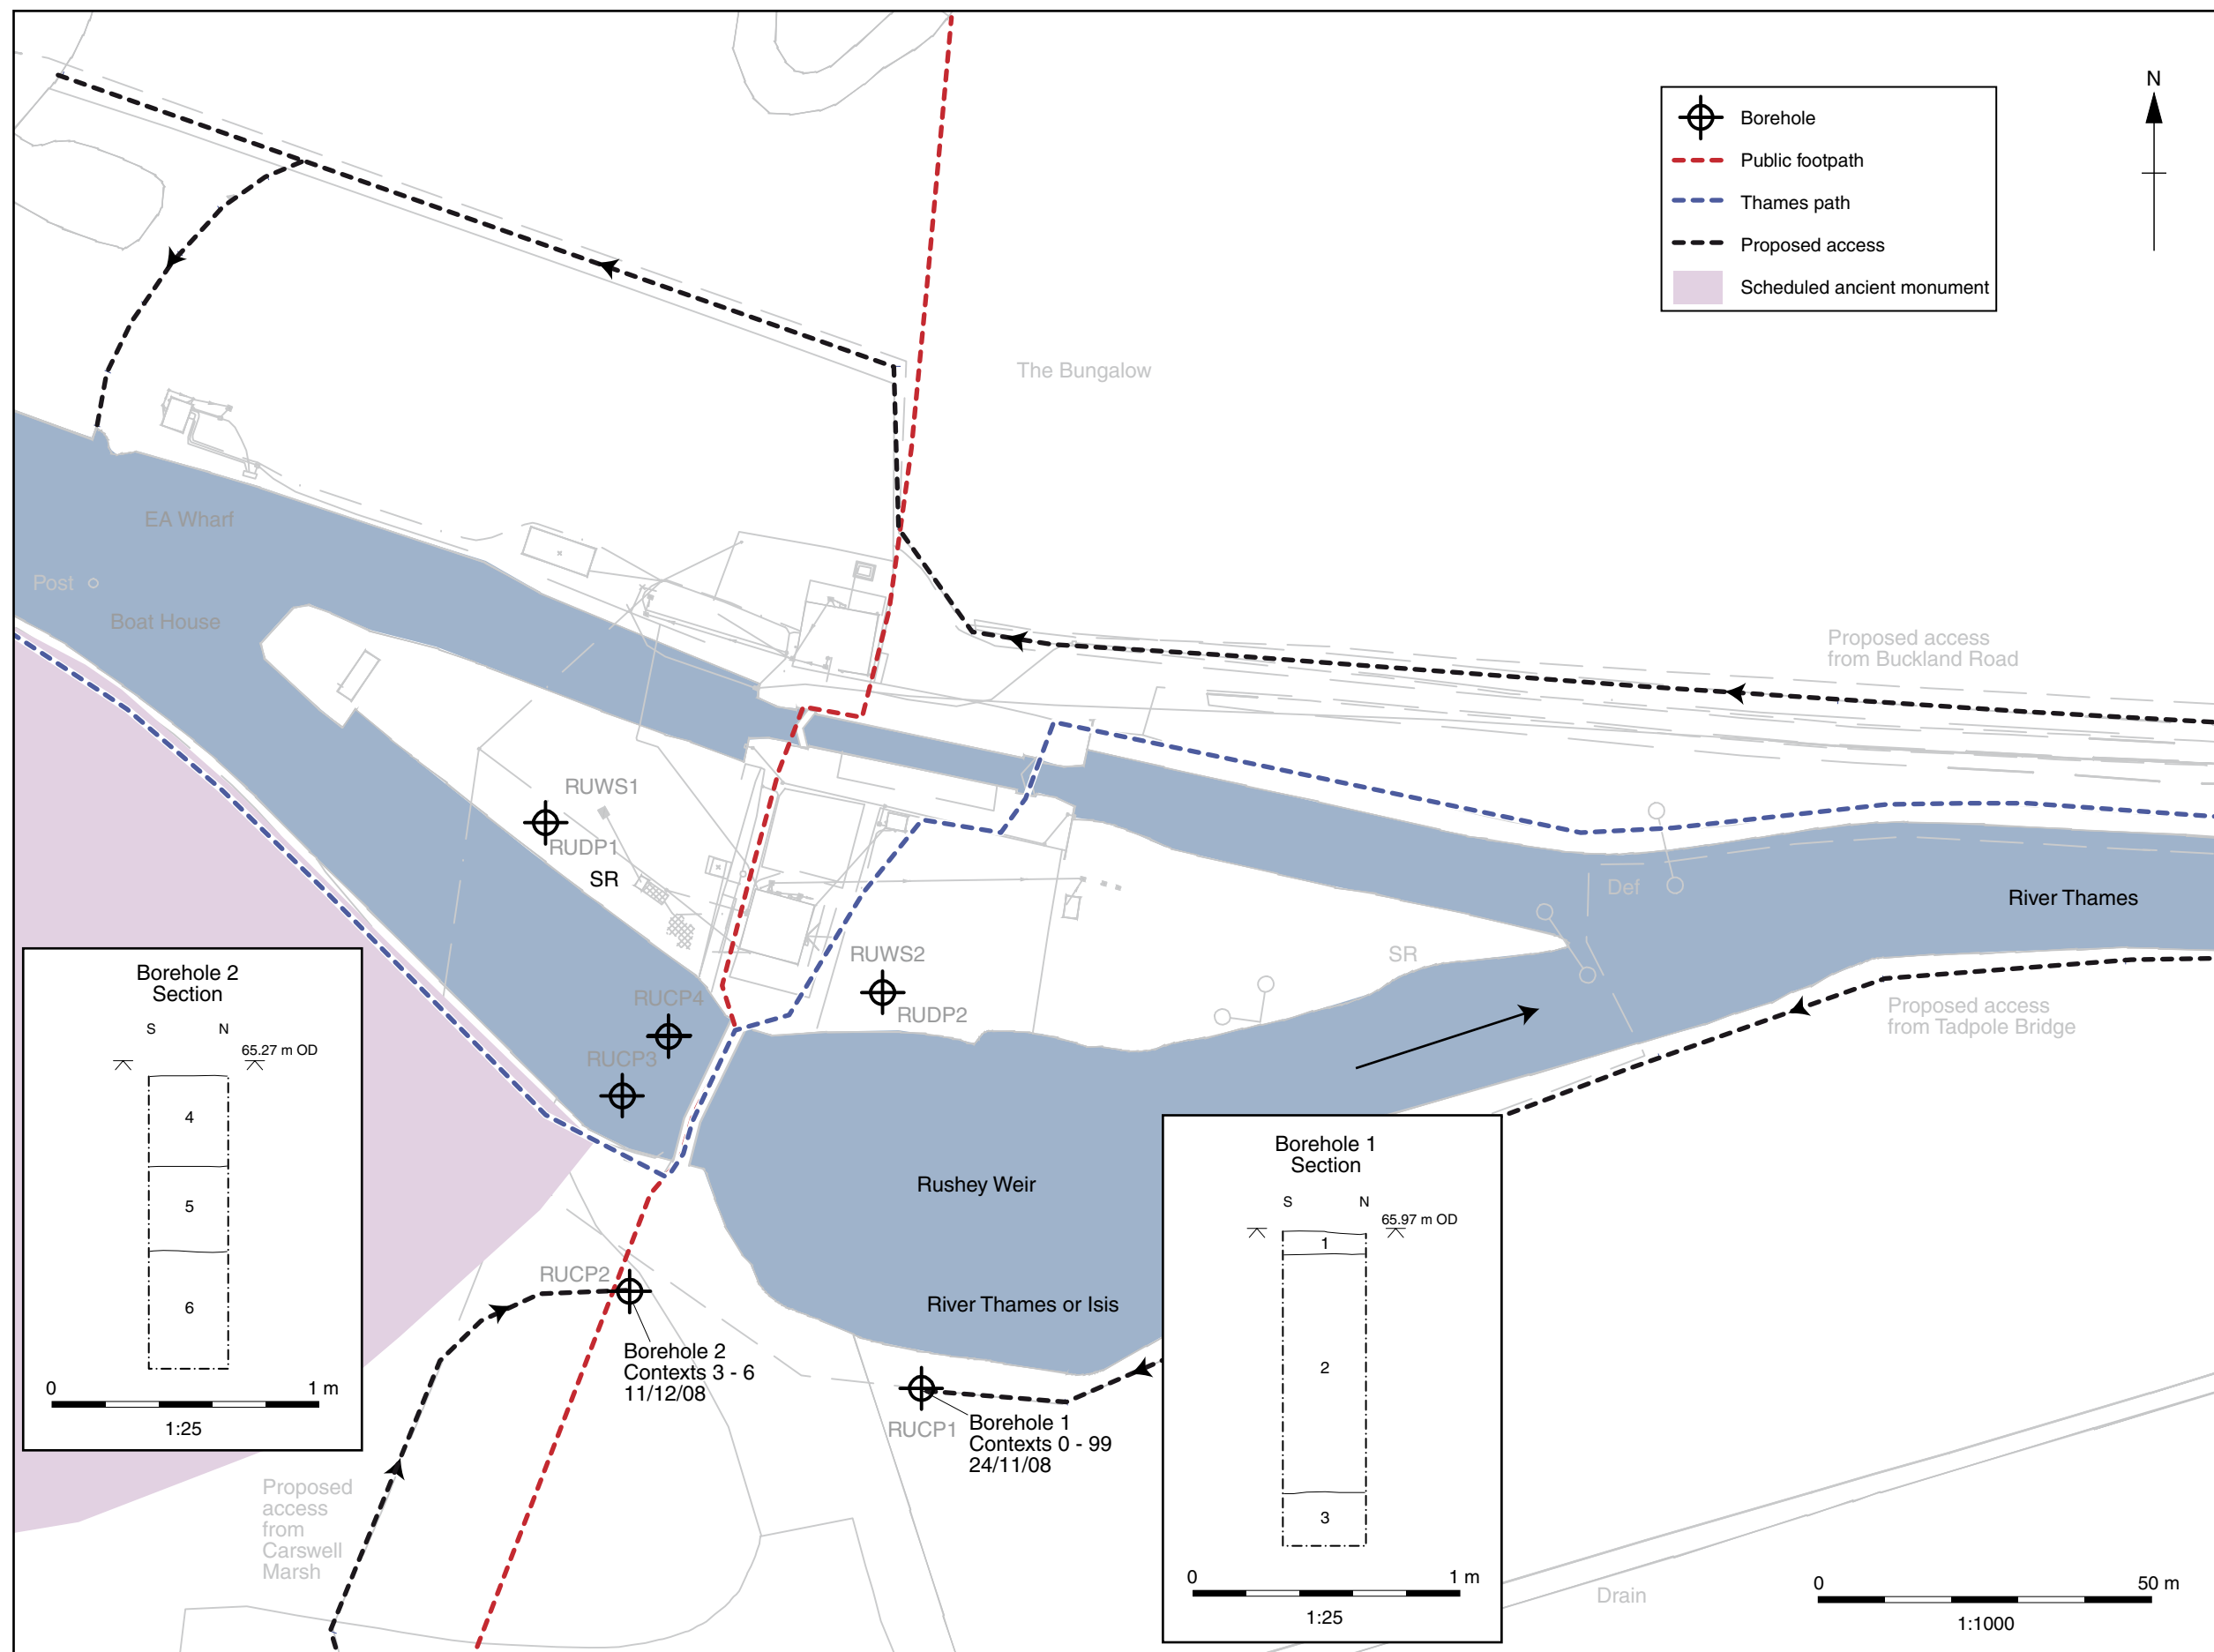 N
Borehole
Public footpath
Thames path
Proposed access
Scheduled ancient monument
The Bungalow
EA Wharf
Post
Boat House
Proposed access
from Buckland Road
RUWS1
RUDP1
SR
Def
River Thames
RUWS2
SR
RUCP4
RUDP2
Proposed access
from Tadpole Bridge
RUCP3
Borehole 2
Section
S N
65.27 m OD
4
5
6
0 1 m
1:25
Rushey Weir
River Thames or Isis
RUCP2
Borehole 2
Contexts 3 - 6
11/12/08
RUCP1
Borehole 1
Contexts 0 - 99
24/11/08
Borehole 1
Section
S N
65.97 m OD
1
2
3
0 1 m
1:25
Proposed
access
from
Carswell
Marsh
Drain
0 50 m
1:1000